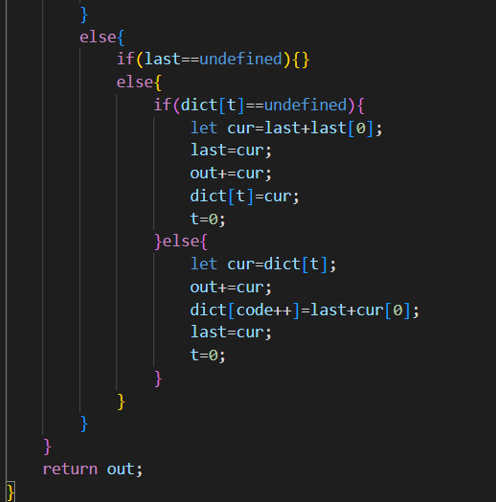 }
else{
if(last==undefined){}
else{
if(dict[t]==undefined){
let cur=last+last[0];
last=cur;
out+=cur;
dict[t]=cur;
t=0;
}else{
let cur=dict[t];
out+=cur;
dict[code++]=last+cur[0];
last=cur;
t=0;
}
}
}
}
return out;
}